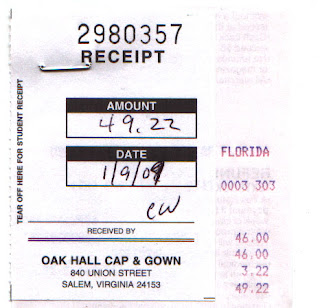 2980357
RECEIPT
TEAR OFF HERE FOR STUDENT RECEIPT
AMOUNT
49.22
DATE
1/9/09
cw
RECEIVED BY
OAK HALL CAP & GOWN
840 UNION STREET
SALEM, VIRGINIA 24153
FLORIDA
0003 303
46.00
46.00
3.22
49.22